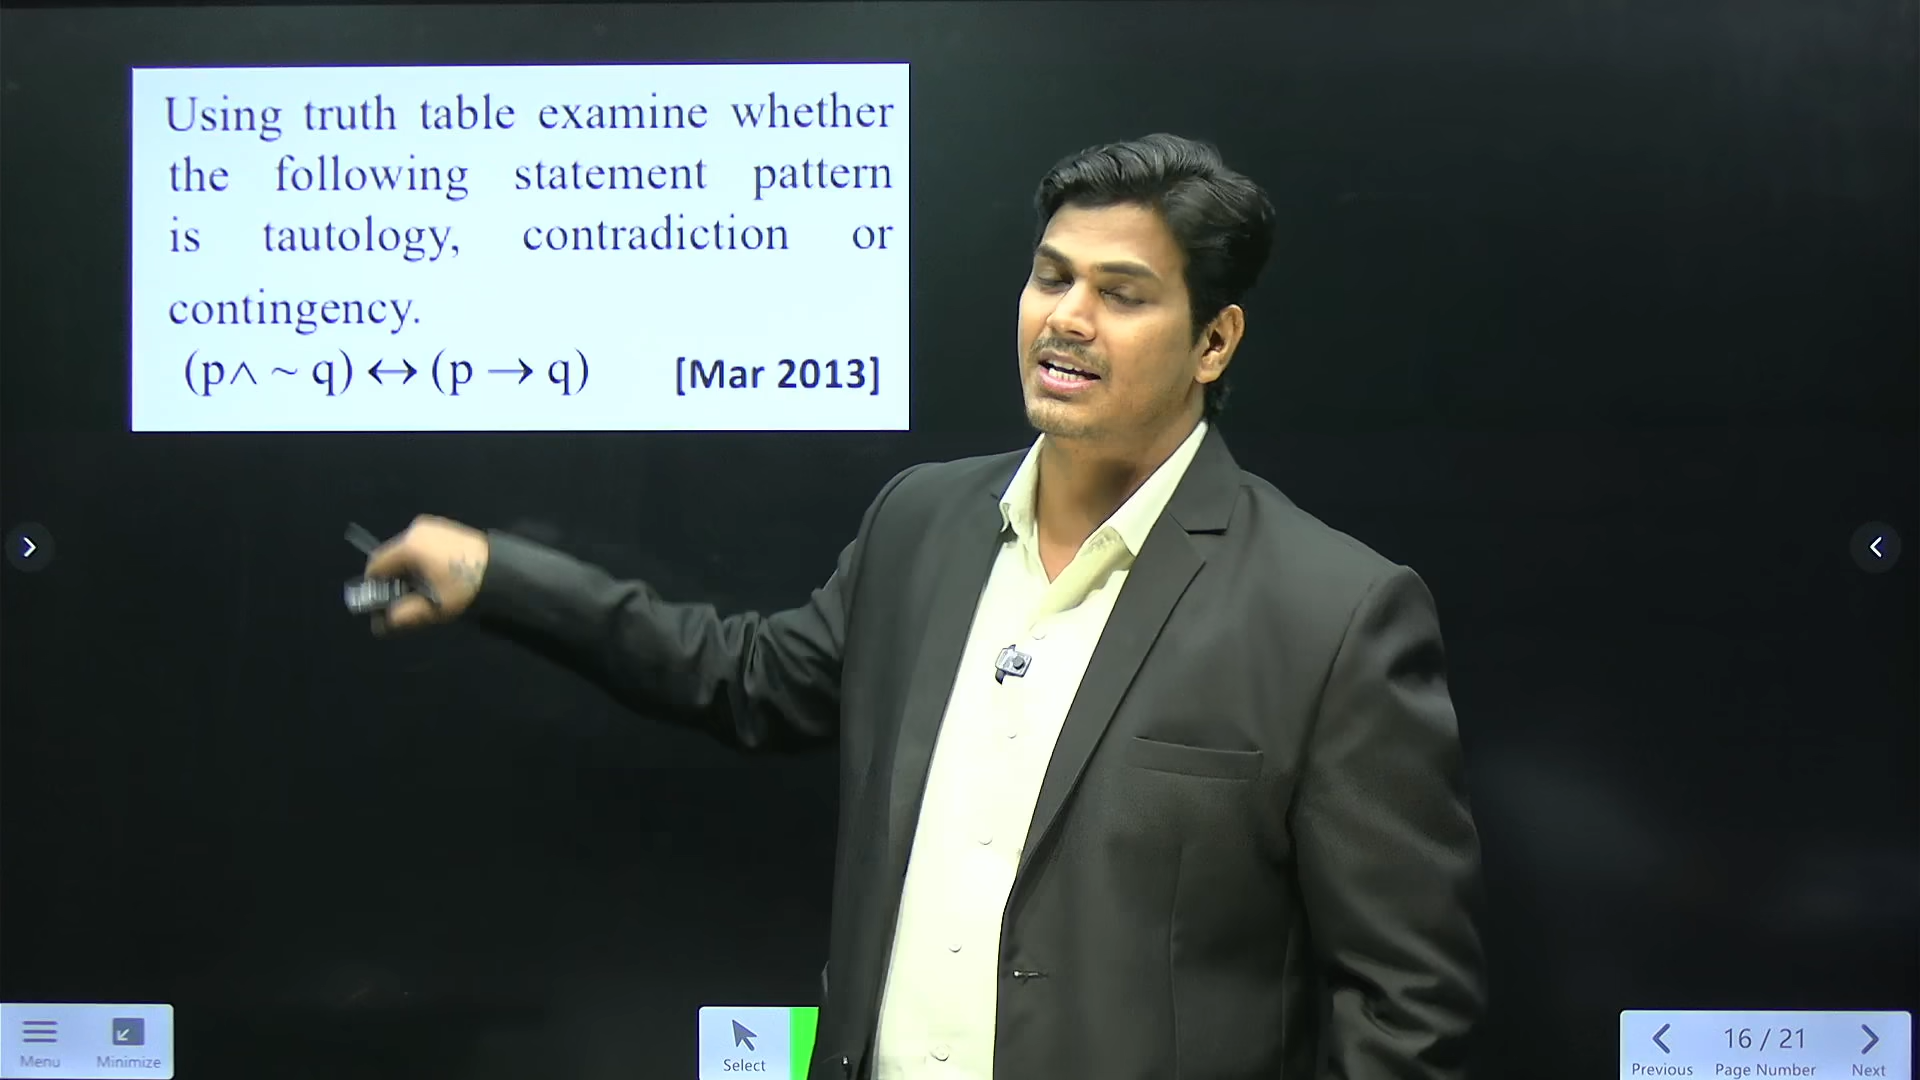 Using truth table examine whether
the following statement pattern
is tautology, contradiction or
contingency.
(p∧ ~ q) ↔ (p → q) [Mar 2013]
Menu
Minimize
Select
16 / 21
Previous Page Number Next